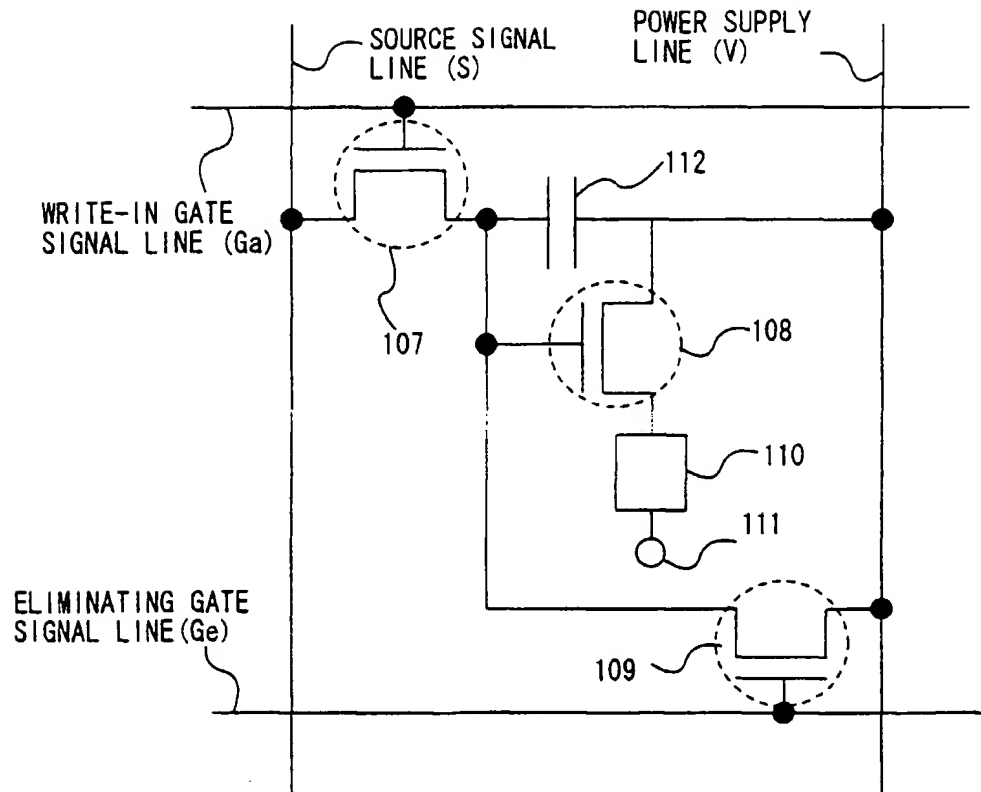 SOURCE SIGNAL
LINE (S)
POWER SUPPLY
LINE (V)
112
WRITE-IN GATE
SIGNAL LINE (Ga)
107
108
110
111
ELIMINATING GATE
SIGNAL LINE(Ge)
109